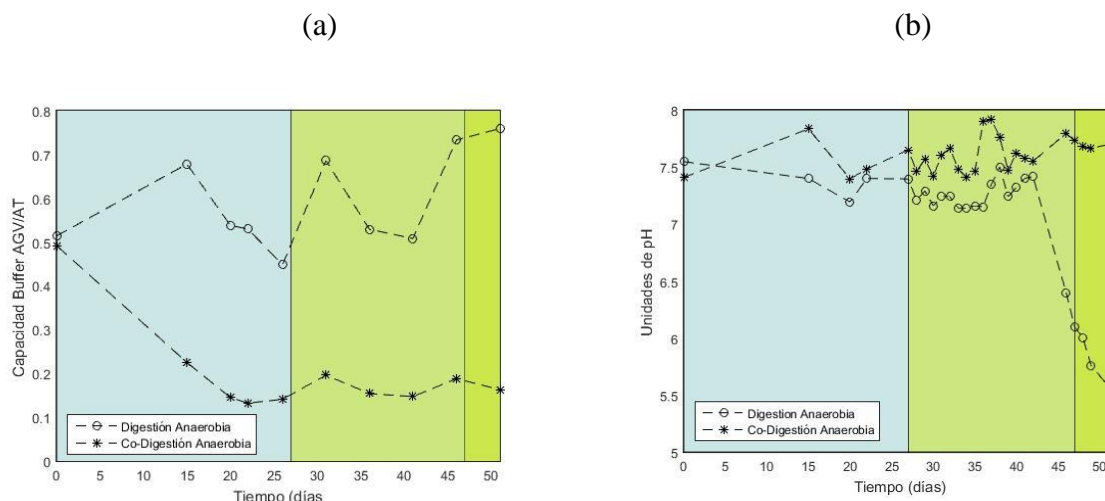 (a)
(b)
Capacidad Buffer AGV/AT
0.8
0.7
0.6
0.5
0.4
0.3
0.2
0.1
0
Digestión Anaerobia
Co-Digestión Anaerobia
0 5 10 15 20 25 30 35 40 45 50
Tiempo (días
Unidades de pH
8
7.5
7
6.5
6
5.5
5
Digestion Anaerobia
Co-Digestión Anaerobia
0 5 10 15 20 25 30 35 40 45 50
Tiempo (días)